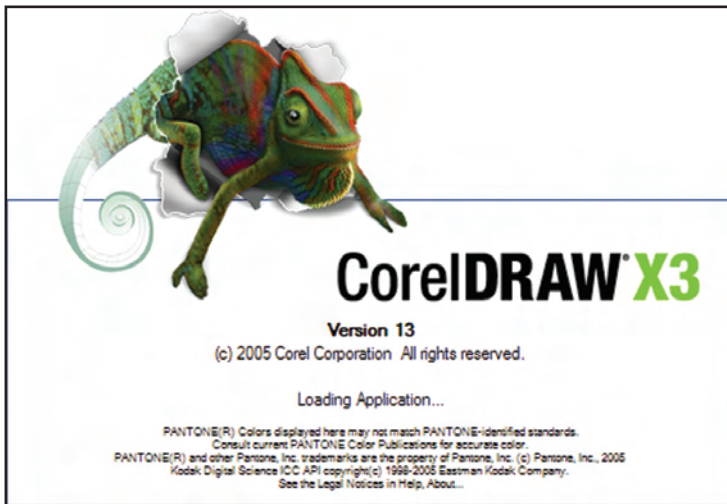 CorelDRAW® X3
Version 13
(c) 2005 Corel Corporation All rights reserved.
Loading Application...
PANTONE(R) Colors displayed here may not match PANTONE-identified standards.
Consult current PANTONE Color Publications for accurate color.
PANTONE(R) and other Pantone, Inc. trademarks are the property of Pantone, Inc. (c) Pantone, Inc., 2005
Kodak Digital Science ICC API copyright(c) 1998-2005 Eastman Kodak Company.
See the Legal Notices in Help, About...